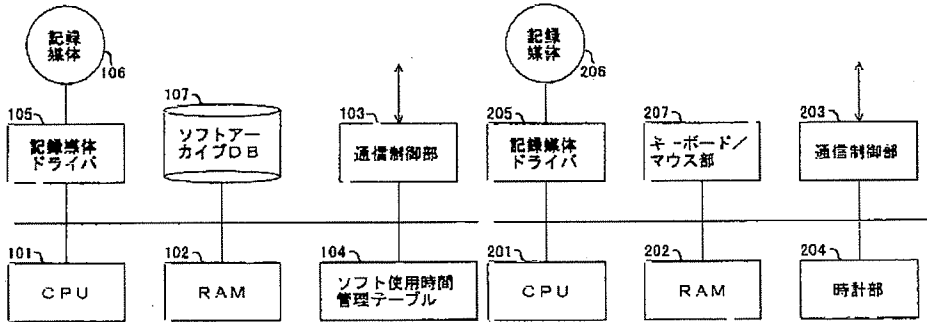 記録
媒体
106
105
記録媒体
ドライバ
107
ソフトアー
カイブDB
103
通信制御部
101
CPU
102
RAM
104
ソフト使用時間
管理テーブル
記録
媒体
206
205
記録媒体
ドライバ
207
キーボード/
マウス部
203
通信制御部
201
CPU
202
RAM
204
時計部